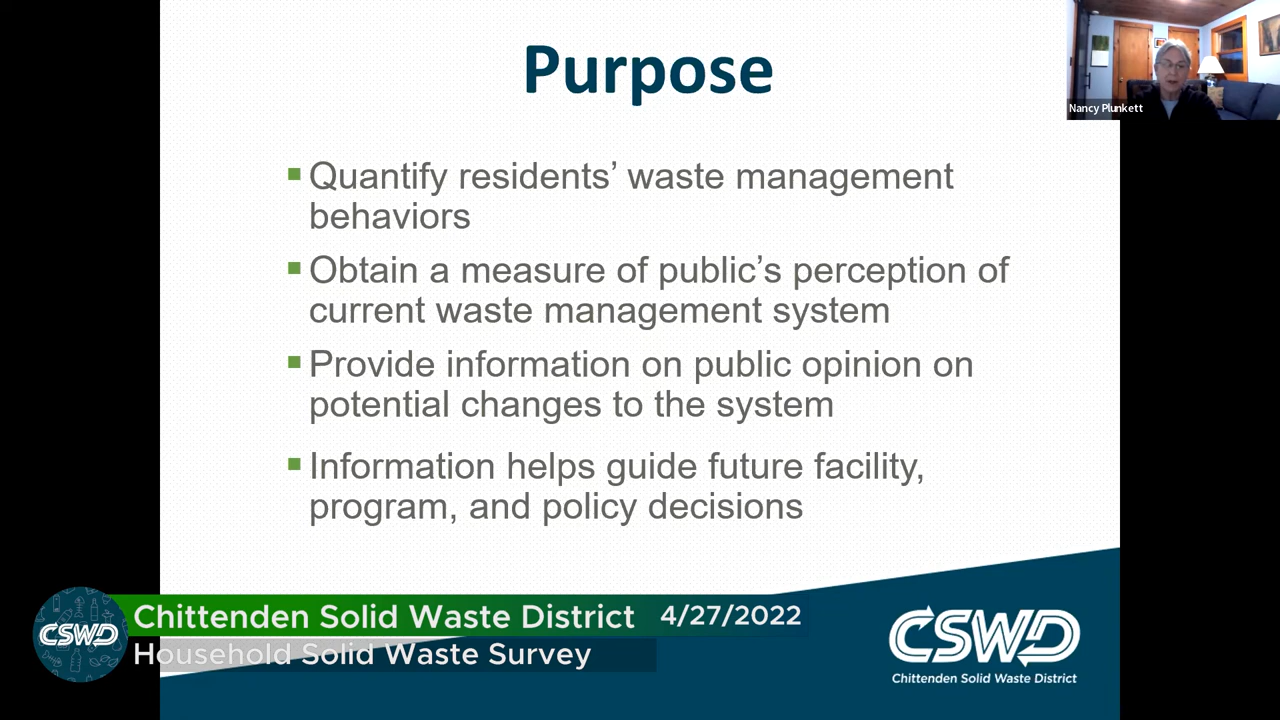 Purpose
Nancy Plunkett
Quantify residents’ waste management
behaviors
Obtain a measure of public’s perception of
current waste management system
Provide information on public opinion on
potential changes to the system
Information helps guide future facility,
program, and policy decisions
CSWD
Chittenden Solid Waste District 4/27/2022
Household Solid Waste Survey
CSWD
Chittenden Solid Waste District